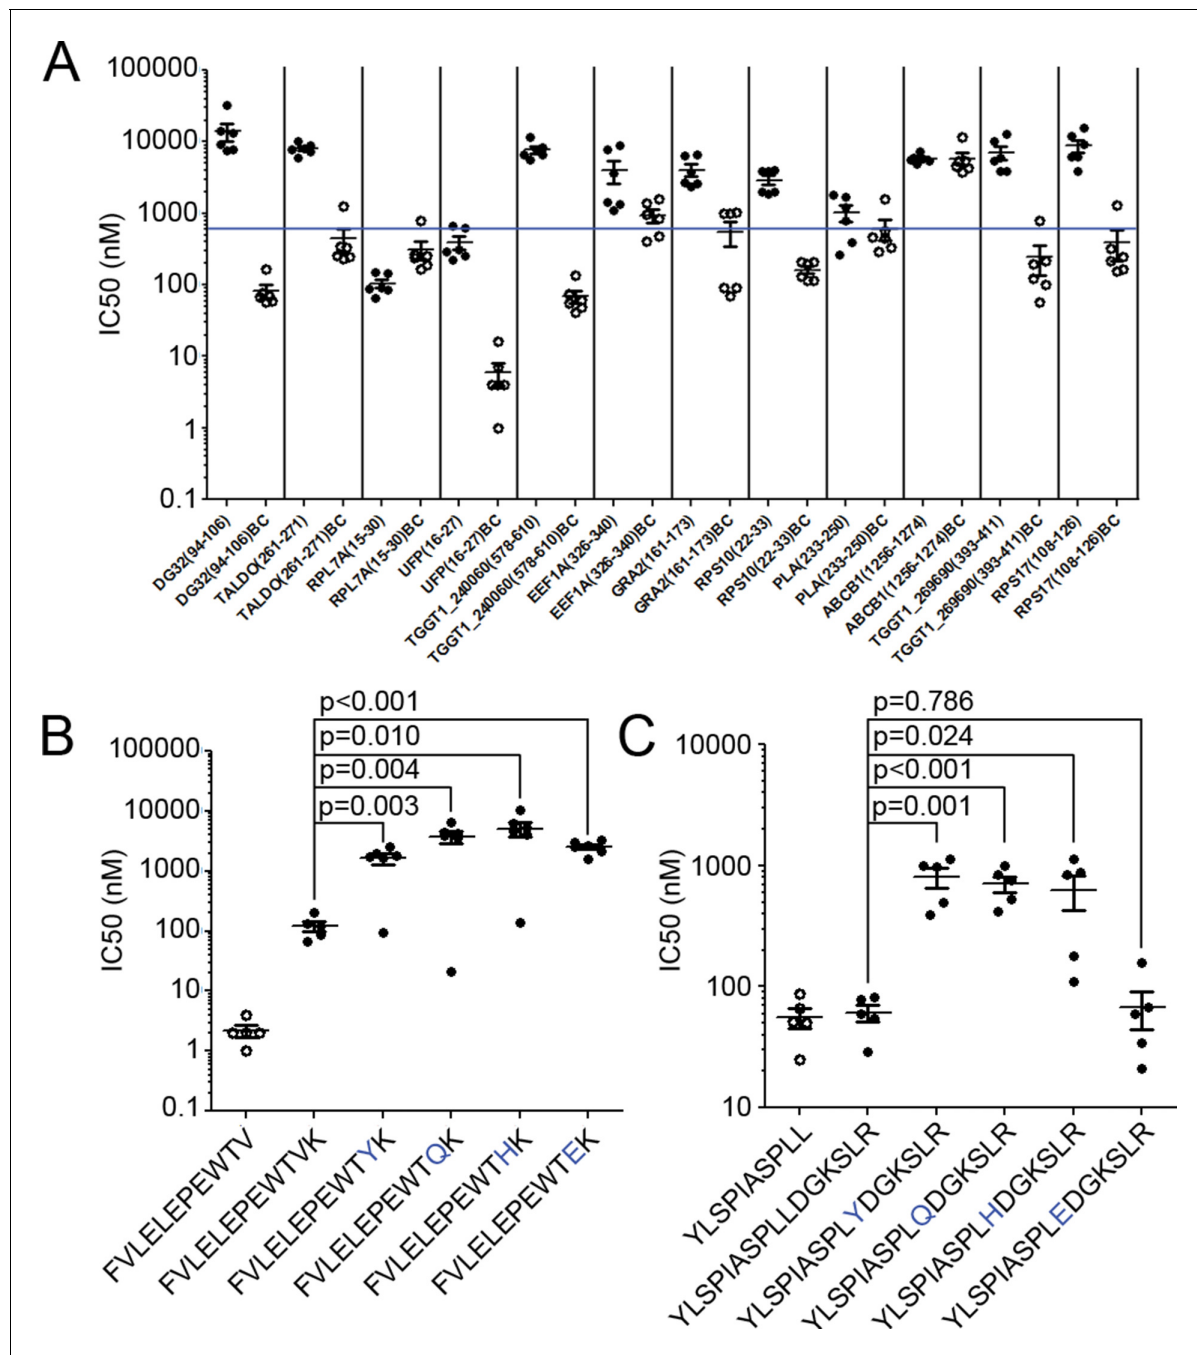 A
100000
10000
1000
100
10
1
0.1
IC50 (nM)
DG32(94-106)
DG32(94-106)BC
TALDO(261-271)
TALDO(261-271)BC
RPL7A(15-30)
RPL7A(15-30)BC
UFP(16-27)
UFP(16-27)BC
TGGT1_240060(578-610)
TGGT1_240060(578-610)BC
EEF1A(326-340)
EEF1A(326-340)BC
GRA2(161-173)
GRA2(161-173)BC
RPS10(22-33)
RPS10(22-33)BC
PLA(233-250)
PLA(233-250)BC
ABCB1(1256-1274)
ABCB1(1256-1274)BC
TGGT1_269690(393-411)
TGGT1_269690(393-411)BC
RPS17(108-126)
RPS17(108-126)BC
B
p<0.001
p=0.010
p=0.004
p=0.003
100000
10000
1000
100
10
1
0.1
IC50 (nM)
FVLELEPEWTV
FVLELEPEWTVK
FVLELEPEWTYK
FVLELEPEWTQK
FVLELEPEWTHK
FVLELEPEWTEK
C
p=0.786
p=0.024
p<0.001
p=0.001
10000
1000
100
10
IC50 (nM)
YLSPIASPLL
YLSPIASPLLDGKSLR
YLSPIASPLYDGKSLR
YLSPIASPLQDGKSLR
YLSPIASPLHDGKSLR
YLSPIASPLEDGKSLR